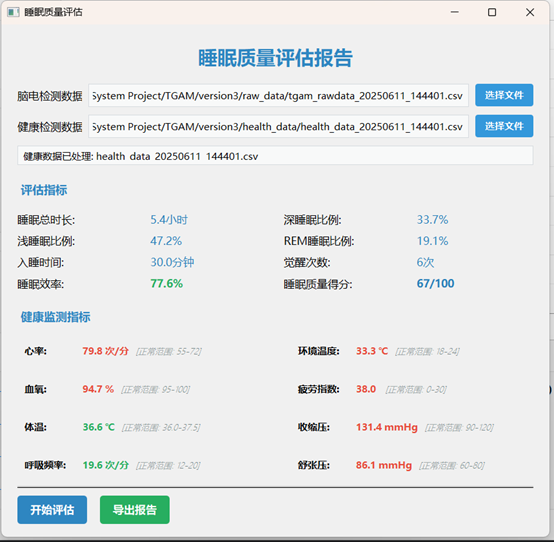 睡眠质量评估
睡眠质量评估报告
脑电检测数据 System Project/TGAM/version3/raw_data/tgam_rawdata_20250611_144401.csv 选择文件
健康检测数据 System Project/TGAM/version3/health_data/health_data_20250611_144401.csv 选择文件
健康数据已处理: health_data_20250611_144401.csv
评估指标
睡眠总时长: 5.4小时 深睡眠比例: 33.7%
浅睡眠比例: 47.2% REM睡眠比例: 19.1%
入睡时间: 30.0分钟 觉醒次数: 6次
睡眠效率: 77.6% 睡眠质量得分: 67/100
健康监测指标
心率: 79.8 次/分 [正常范围: 55-72] 环境温度: 33.3 ℃ [正常范围: 18-24]
血氧: 94.7 % [正常范围: 95-100] 疲劳指数: 38.0 [正常范围: 0-30]
体温: 36.6 ℃ [正常范围: 36.0-37.5] 收缩压: 131.4 mmHg [正常范围: 90-120]
呼吸频率: 19.6 次/分 [正常范围: 12-20] 舒张压: 86.1 mmHg [正常范围: 60-80]
开始评估 导出报告